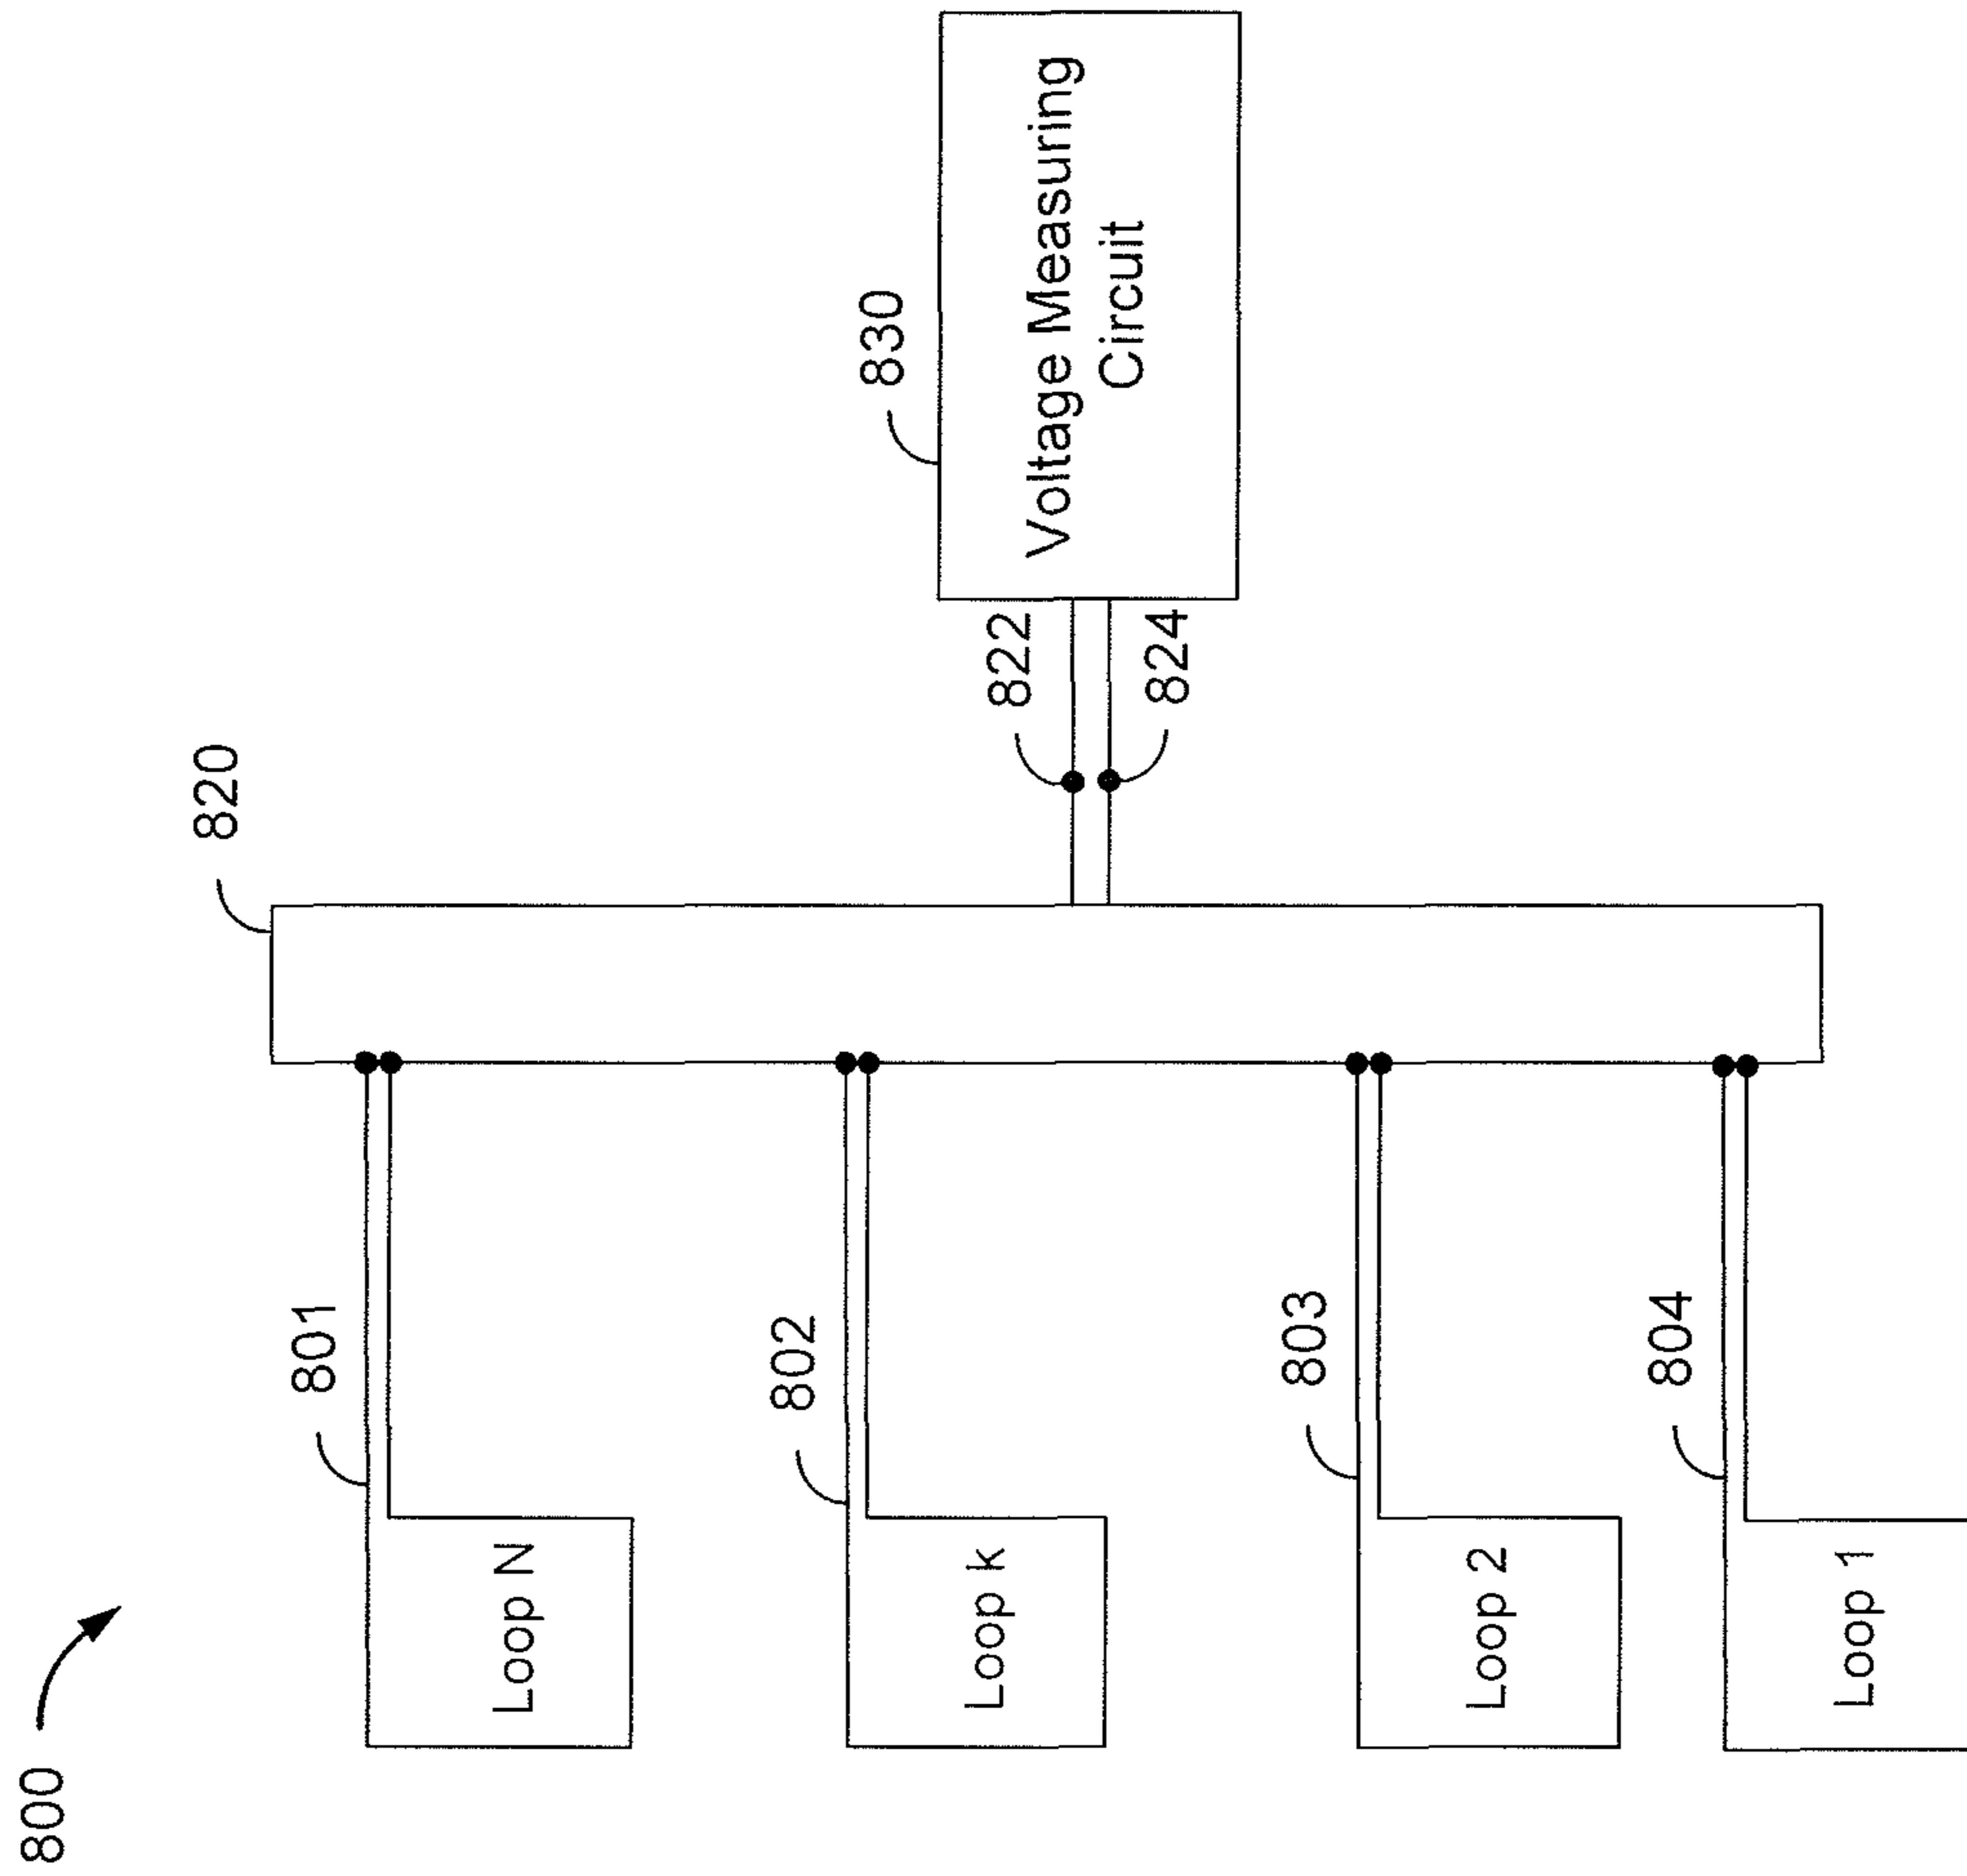 800
801
Loop N
802
Loop k
803
Loop 2
804
Loop 1
820
822
824
830
Voltage Measuring
Circuit